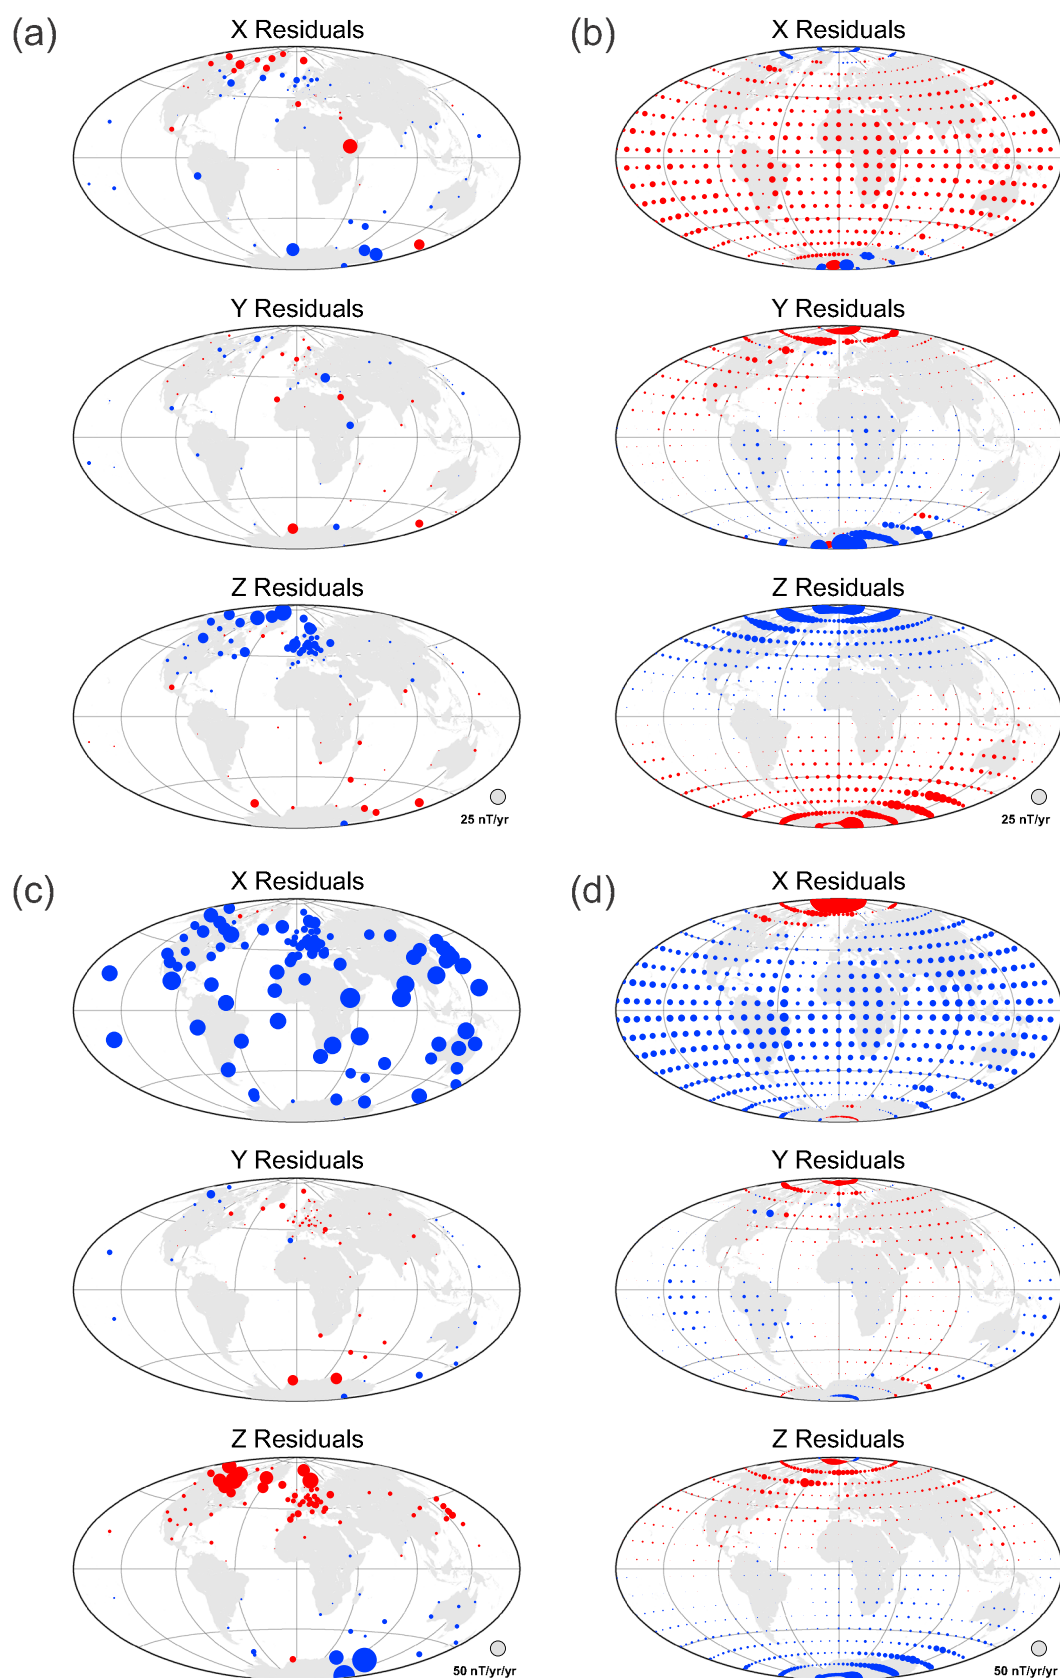 (a)
X Residuals
Y Residuals
Z Residuals
25 nT/yr
(b)
X Residuals
Y Residuals
Z Residuals
25 nT/yr
(c)
X Residuals
Y Residuals
Z Residuals
50 nT/yr/yr
(d)
X Residuals
Y Residuals
Z Residuals
50 nT/yr/yr